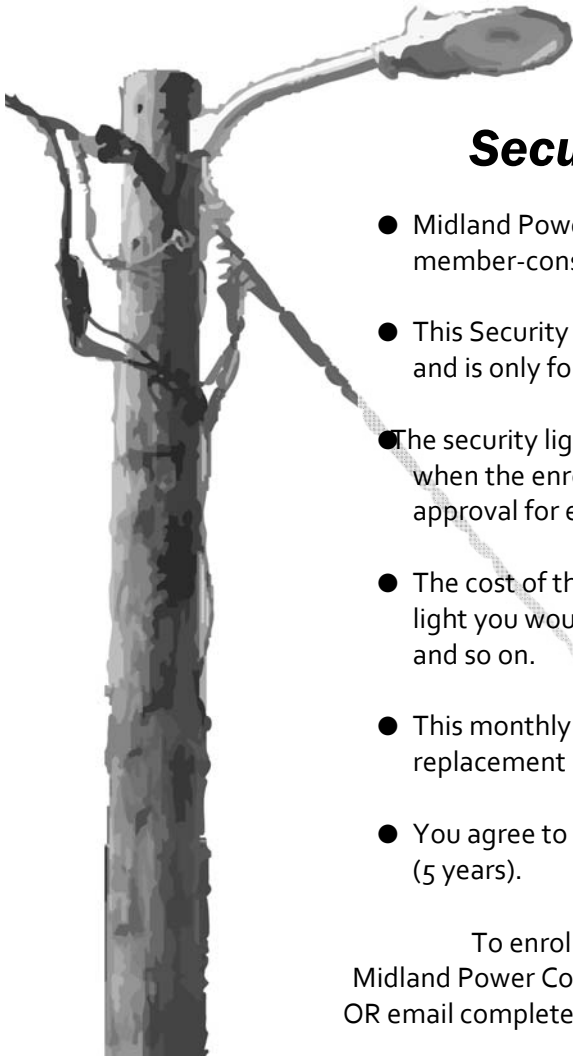 Secu
● Midland Powe
member-cons
● This Security
and is only fo
●The security lig
when the enro
approval for e
● The cost of th
light you wou
and so on.
● This monthly
replacement
● You agree to
(5 years).
To enrol
Midland Power Co
OR email complete